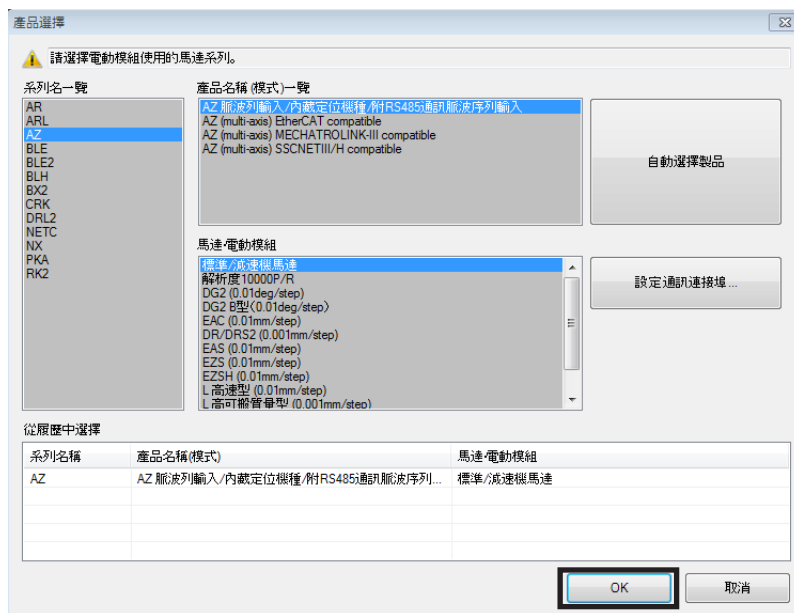 產品選擇
請選擇電動模組使用的馬達系列。
系列名一覽
AR
ARL
AZ
BLE
BLE2
BLH
BX2
CRK
DRL2
NETC
NX
PKA
RK2
產品名稱 (模式)一覽
AZ 脈波列輸入/內藏定位機種/附RS485通訊脈波序列輸入
AZ (multi-axis) EtherCAT compatible
AZ (multi-axis) MECHATROLINK-III compatible
AZ (multi-axis) SSCNETIII/H compatible
自動選擇製品
馬達·電動模組
標準/減速機馬達
解析度10000P/R
DG2 (0.01deg/step)
DG2 B型(0.01deg/step)
EAC (0.01mm/step)
DR/DRS2 (0.001mm/step)
EAS (0.01mm/step)
EZS (0.01mm/step)
EZSH (0.01mm/step)
L 高速型 (0.01mm/step)
L 高可搬質量型 (0.001mm/step)
設定通訊連接埠...
從履歷中選擇
系列名稱 產品名稱(模式) 馬達·電動模組
AZ AZ 脈波列輸入/內藏定位機種/附RS485通訊脈波序列... 標準/減速機馬達
OK 取消